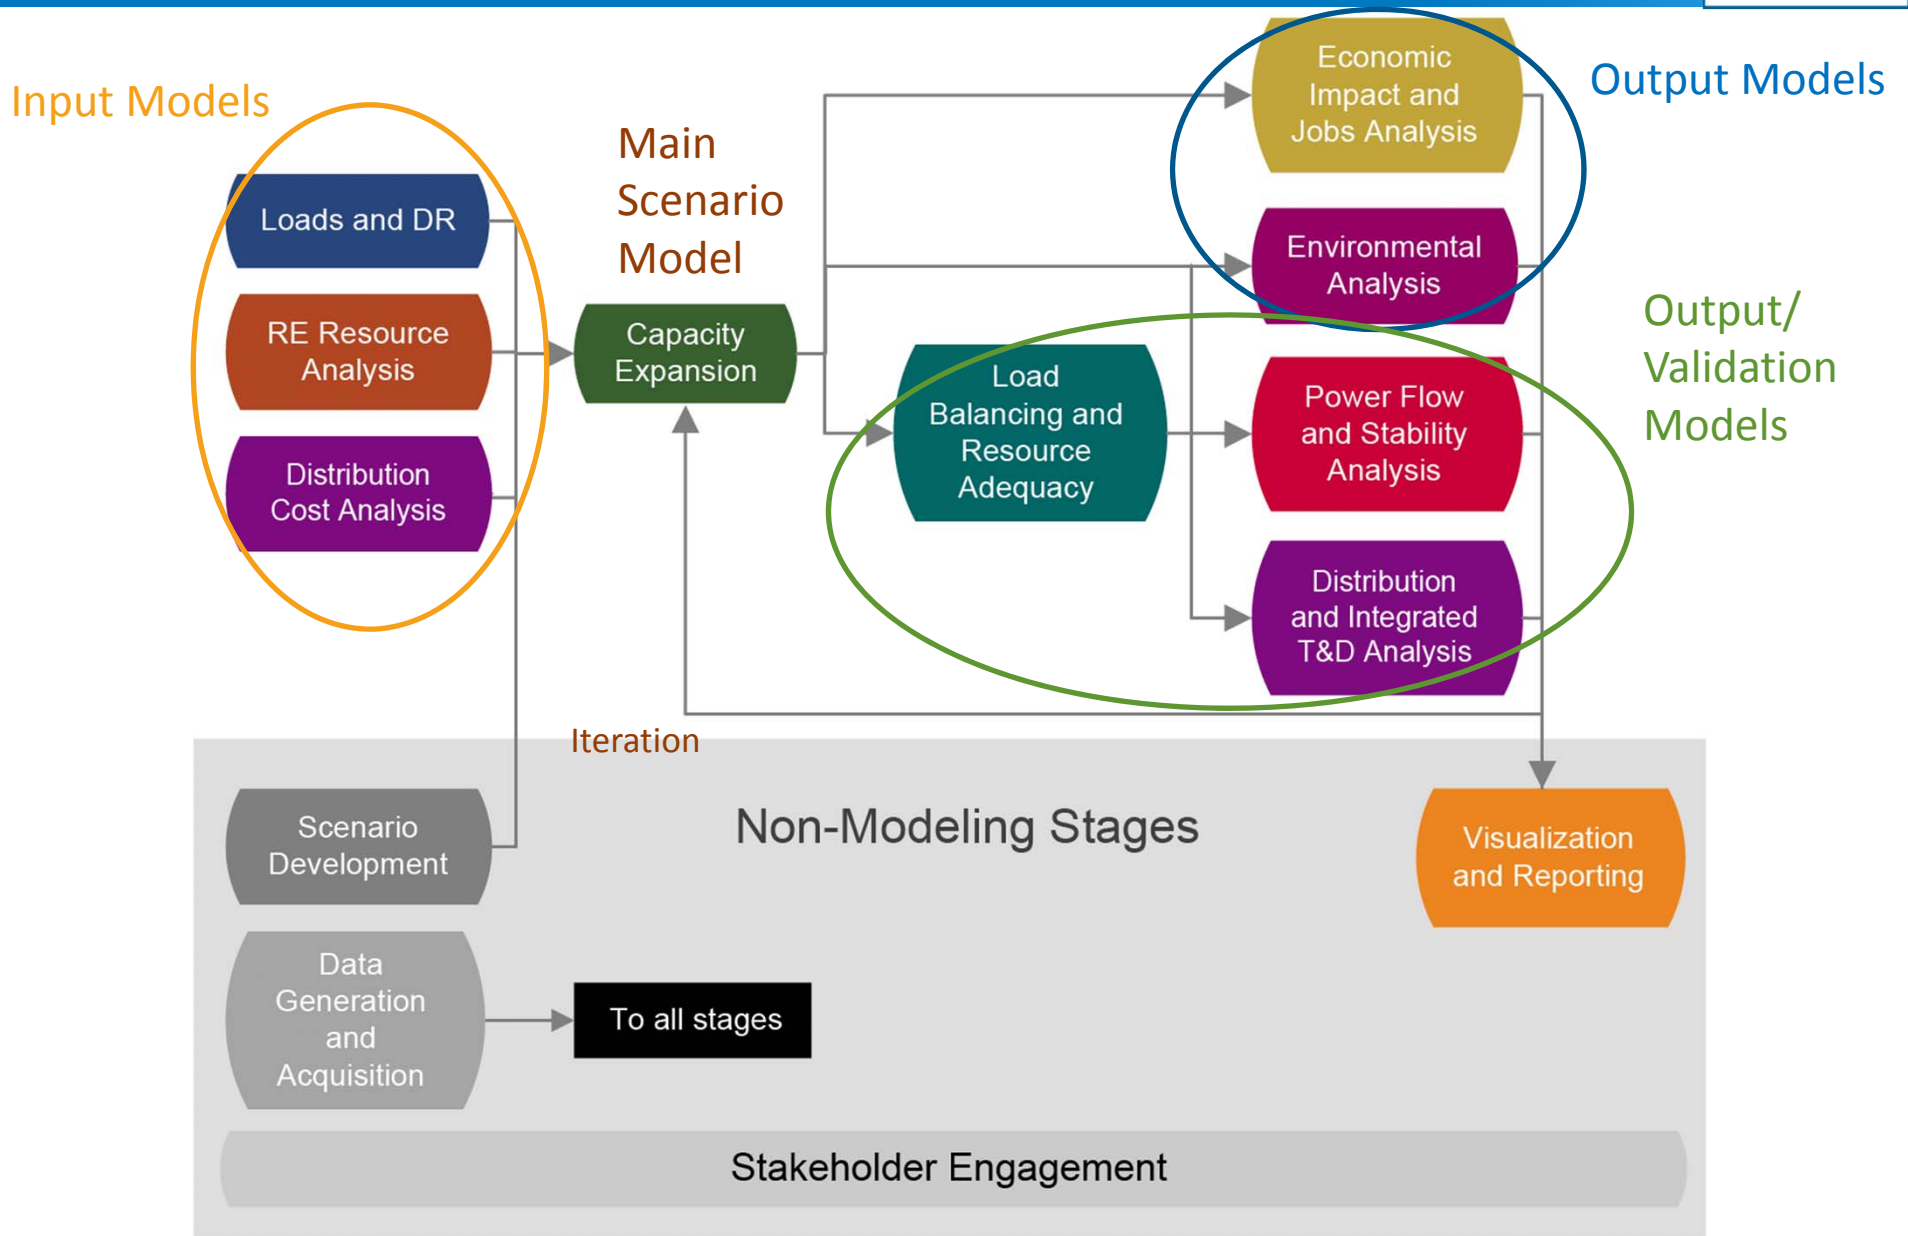 Input Models
Loads and DR
RE Resource
Analysis
Distribution
Cost Analysis
Main
Scenario
Model
Capacity
Expansion
Economic
Impact and
Jobs Analysis
Output Models
Environmental
Analysis
Load
Balancing and
Resource
Adequacy
Power Flow
and Stability
Analysis
Distribution
and Integrated
T&D Analysis
Output/
Validation
Models
Iteration
Non-Modeling Stages
Scenario
Development
Visualization
and Reporting
Data
Generation
and
Acquisition
To all stages
Stakeholder Engagement